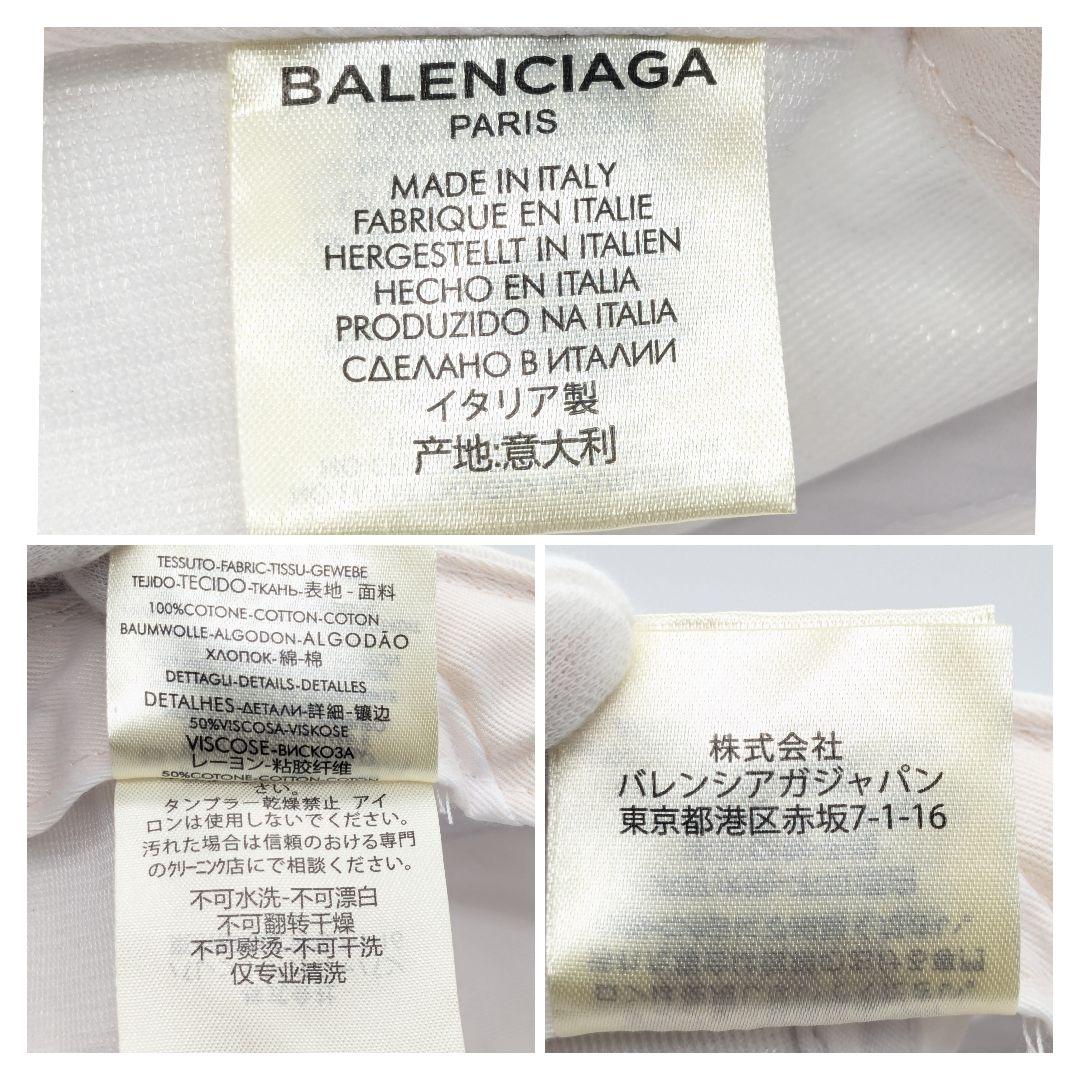 BALENCIAGA
PARIS
MADE IN ITALY
FABRIQUE EN ITALIE
HERGESTELLT IN ITALIEN
HECHO EN ITALIA
PRODUZIDO NA ITALIA
СДЕЛАНО В ИТАЛИИ
イタリア製
产地:意大利
TESSUTO-FABRIC-TISSU-GEWEBE
TEJIDO-TECIDO-ТКАНЬ-表地-面料
100%COTONE-COTTON-COTON
BAUMWOLLE-ALGODON-ALGODÃO
ХЛОПОК-綿-棉
DETTAGLI-DETAILS-DETALLES
DETALHES-ДЕТАЛИ-詳細-镶边
50%VISCOSA-VISKOSE
VISCOSE-ВИСКОЗА
レーヨン-粘胶纤维
50%COTONE-COTTON-COTON
さい。
タンブラー乾燥禁止 アイ
ロンは使用しないでください。
汚れた場合は信頼のおける専門
のクリーニング店にご相談ください。
不可水洗-不可漂白
不可翻转干燥
不可熨烫-不可干洗
仅专业清洗
株式会社
バレンシアガジャパン
東京都港区赤坂7-1-16